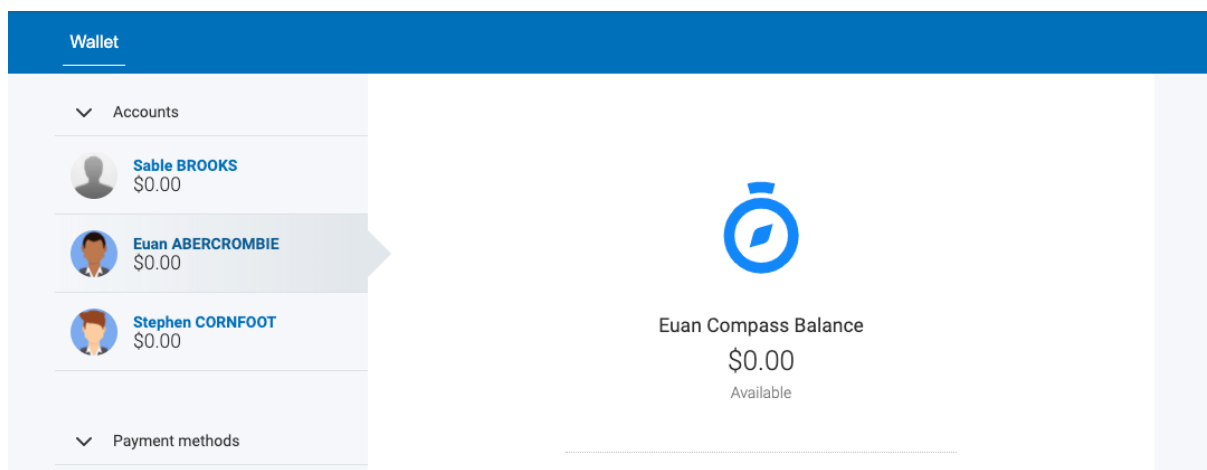 Wallet
Accounts
Sable BROOKS
$0.00
Euan ABERCROMBIE
$0.00
Stephen CORNFOOT
$0.00
Payment methods
Euan Compass Balance
$0.00
Available